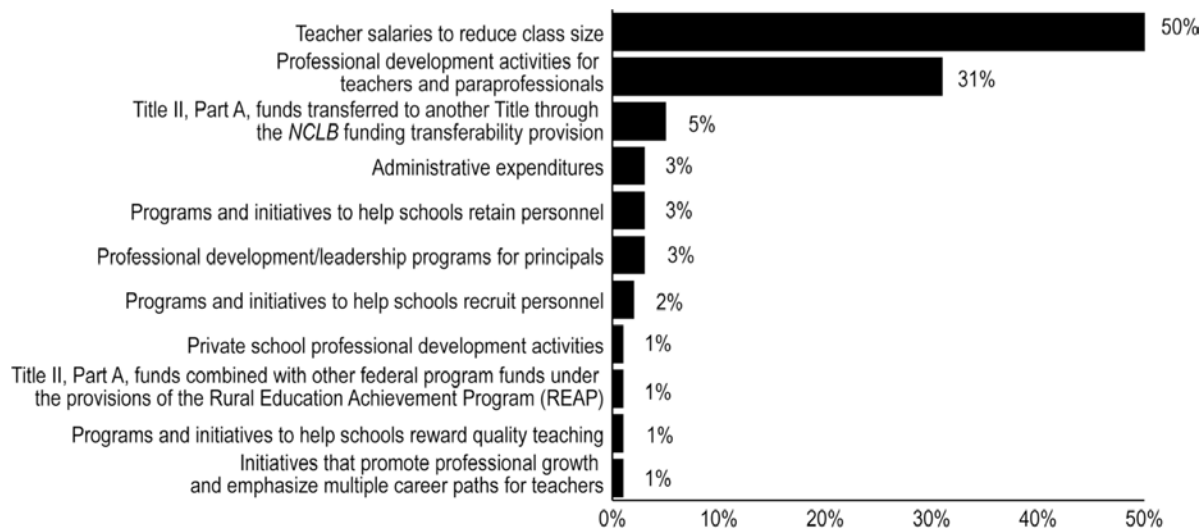 Teacher salaries to reduce class size
50%
Professional development activities for
teachers and paraprofessionals
31%
Title II, Part A, funds transferred to another Title through
the NCLB funding transferability provision
5%
Administrative expenditures
3%
Programs and initiatives to help schools retain personnel
3%
Professional development/leadership programs for principals
3%
Programs and initiatives to help schools recruit personnel
2%
Private school professional development activities
1%
Title II, Part A, funds combined with other federal program funds under
the provisions of the Rural Education Achievement Program (REAP)
1%
Programs and initiatives to help schools reward quality teaching
1%
Initiatives that promote professional growth
and emphasize multiple career paths for teachers
1%
0% 10% 20% 30% 40% 50%